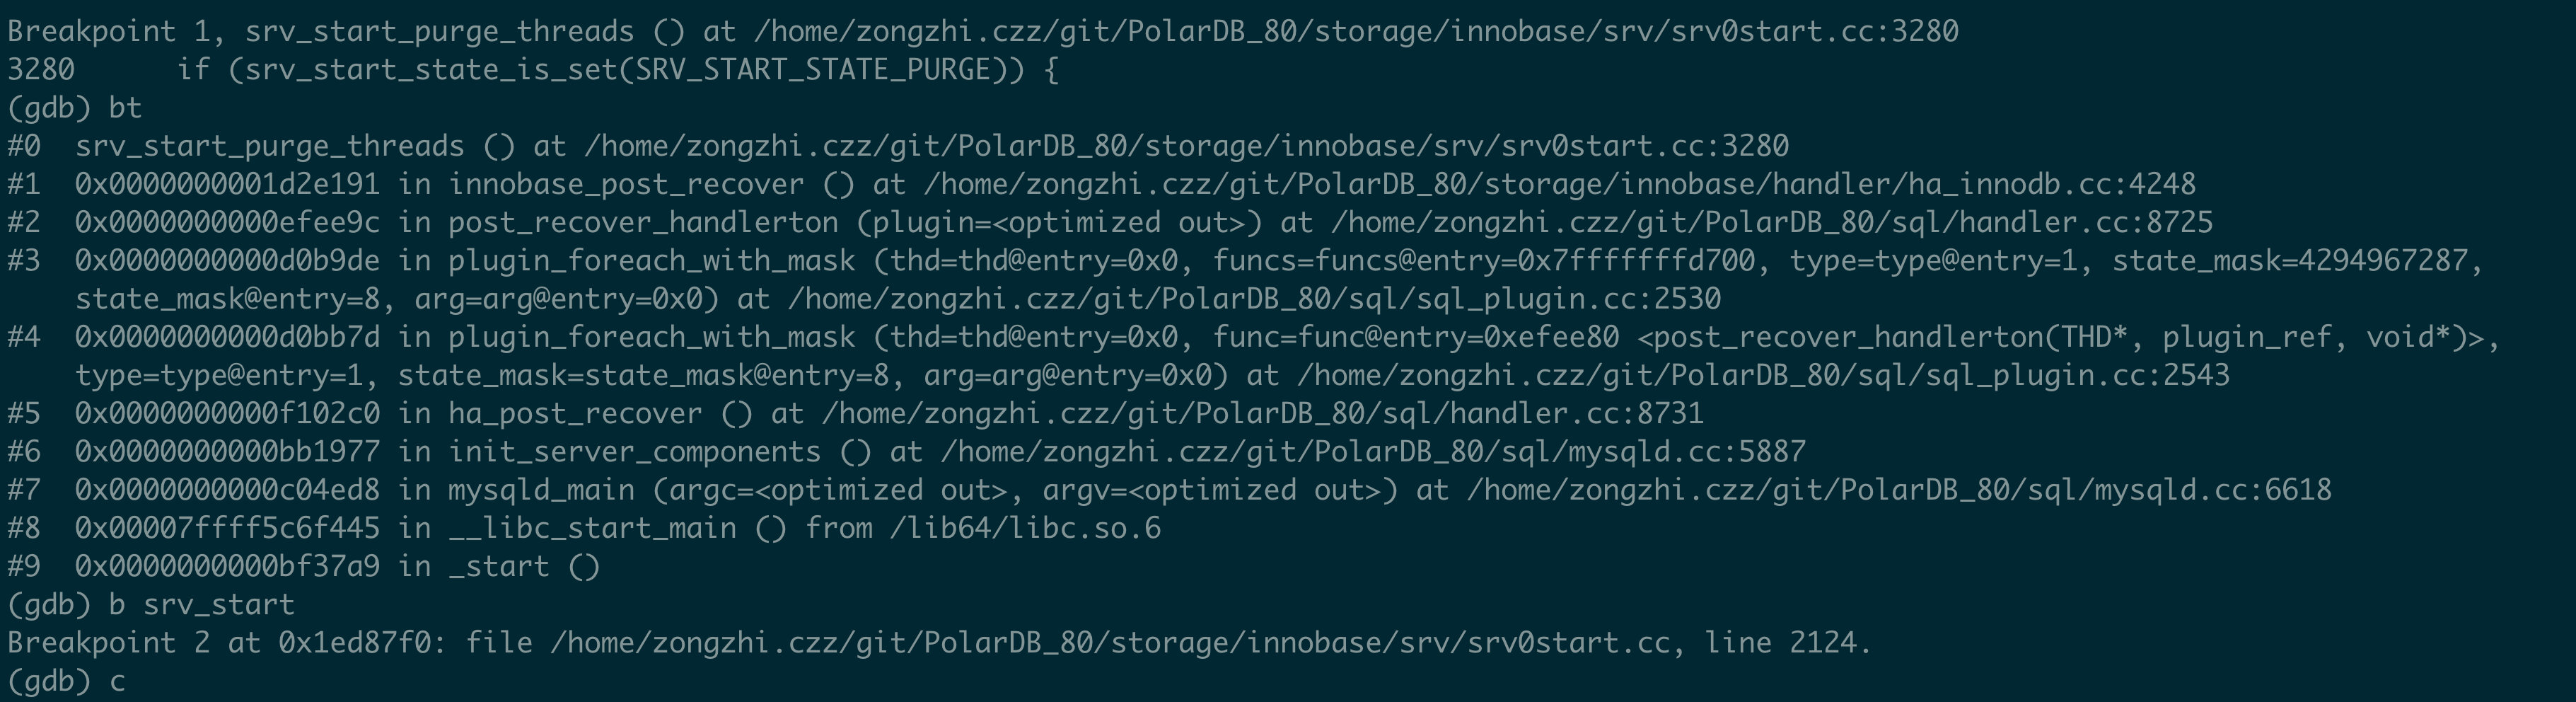 Breakpoint 1, srv_start_purge_threads () at /home/zongzhi.czz/git/PolarDB_80/storage/innobase/srv/srv0start.cc:3280
3280      if (srv_start_state_is_set(SRV_START_STATE_PURGE)) {
(gdb) bt
#0  srv_start_purge_threads () at /home/zongzhi.czz/git/PolarDB_80/storage/innobase/srv/srv0start.cc:3280
#1  0x0000000001d2e191 in innobase_post_recover () at /home/zongzhi.czz/git/PolarDB_80/storage/innobase/handler/ha_innodb.cc:4248
#2  0x0000000000efee9c in post_recover_handlerton (plugin=<optimized out>) at /home/zongzhi.czz/git/PolarDB_80/sql/handler.cc:8725
#3  0x0000000000d0b9de in plugin_foreach_with_mask (thd=thd@entry=0x0, funcs=funcs@entry=0x7fffffffd700, type=type@entry=1, state_mask=4294967287,
    state_mask@entry=8, arg=arg@entry=0x0) at /home/zongzhi.czz/git/PolarDB_80/sql/sql_plugin.cc:2530
#4  0x0000000000d0bb7d in plugin_foreach_with_mask (thd=thd@entry=0x0, func=func@entry=0xefee80 <post_recover_handlerton(THD*, plugin_ref, void*)>,
    type=type@entry=1, state_mask=state_mask@entry=8, arg=arg@entry=0x0) at /home/zongzhi.czz/git/PolarDB_80/sql/sql_plugin.cc:2543
#5  0x0000000000f102c0 in ha_post_recover () at /home/zongzhi.czz/git/PolarDB_80/sql/handler.cc:8731
#6  0x0000000000bb1977 in init_server_components () at /home/zongzhi.czz/git/PolarDB_80/sql/mysqld.cc:5887
#7  0x0000000000c04ed8 in mysqld_main (argc=<optimized out>, argv=<optimized out>) at /home/zongzhi.czz/git/PolarDB_80/sql/mysqld.cc:6618
#8  0x00007ffff5c6f445 in __libc_start_main () from /lib64/libc.so.6
#9  0x0000000000bf37a9 in _start ()
(gdb) b srv_start
Breakpoint 2 at 0x1ed87f0: file /home/zongzhi.czz/git/PolarDB_80/storage/innobase/srv/srv0start.cc, line 2124.
(gdb) c